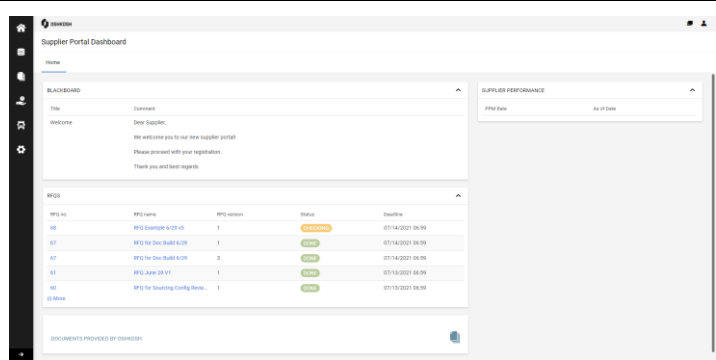 OSHKOSH
Supplier Portal Dashboard
Home
BLACKBOARD
Title Comment
Welcome Dear Supplier,
We welcome you to our new supplier portal!
Please proceed with your registration.
Thank you and best regards
SUPPLIER PERFORMANCE
PPM Rate As of Date
RFQS
RFQ no. RFQ name RFQ version Status Deadline
68 RFQ Example 6/29 v5 1 CHECKING 07/14/2021 06:59
67 RFQ for Doc Build 6/29 1 DONE 07/14/2021 06:59
67 RFQ for Doc Build 6/29 3 DONE 07/14/2021 06:59
61 RFQ June 28 V1 1 DONE 07/13/2021 06:59
60 RFQ for Sourcing Config Revie... 1 DONE 07/13/2021 06:59
More
DOCUMENTS PROVIDED BY OSHKOSH